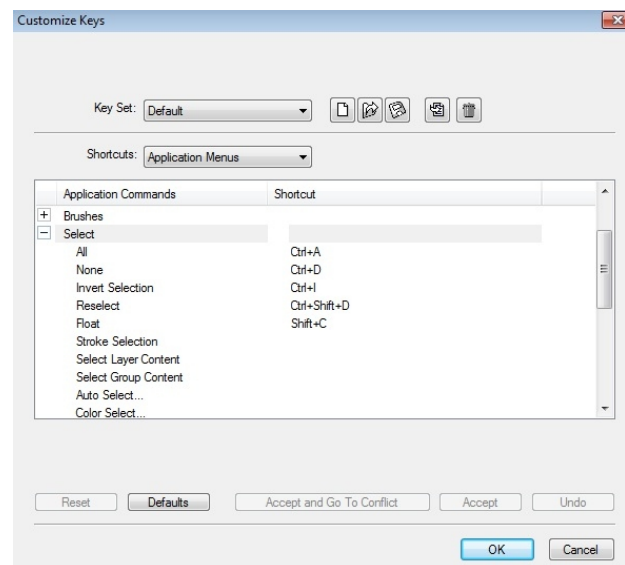 Customize Keys
Key Set: Default
Shortcuts: Application Menus
Application Commands Shortcut
Brushes
Select
All Ctrl+A
None Ctrl+D
Invert Selection Ctrl+I
Reselect Ctrl+Shift+D
Float Shift+C
Stroke Selection
Select Layer Content
Select Group Content
Auto Select...
Color Select...
Reset Defaults Accept and Go To Conflict Accept Undo
OK Cancel